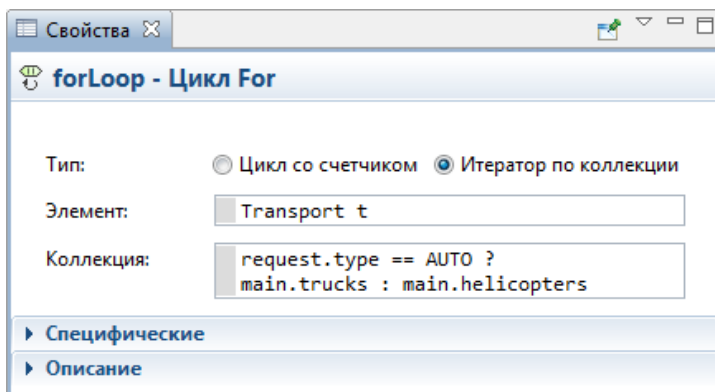 Свойства
forLoop - Цикл For
Тип: Цикл со счетчиком Итератор по коллекции
Элемент: Transport t
Коллекция: request.type == AUTO ?
main.trucks : main.helicopters
Специфические
Описание